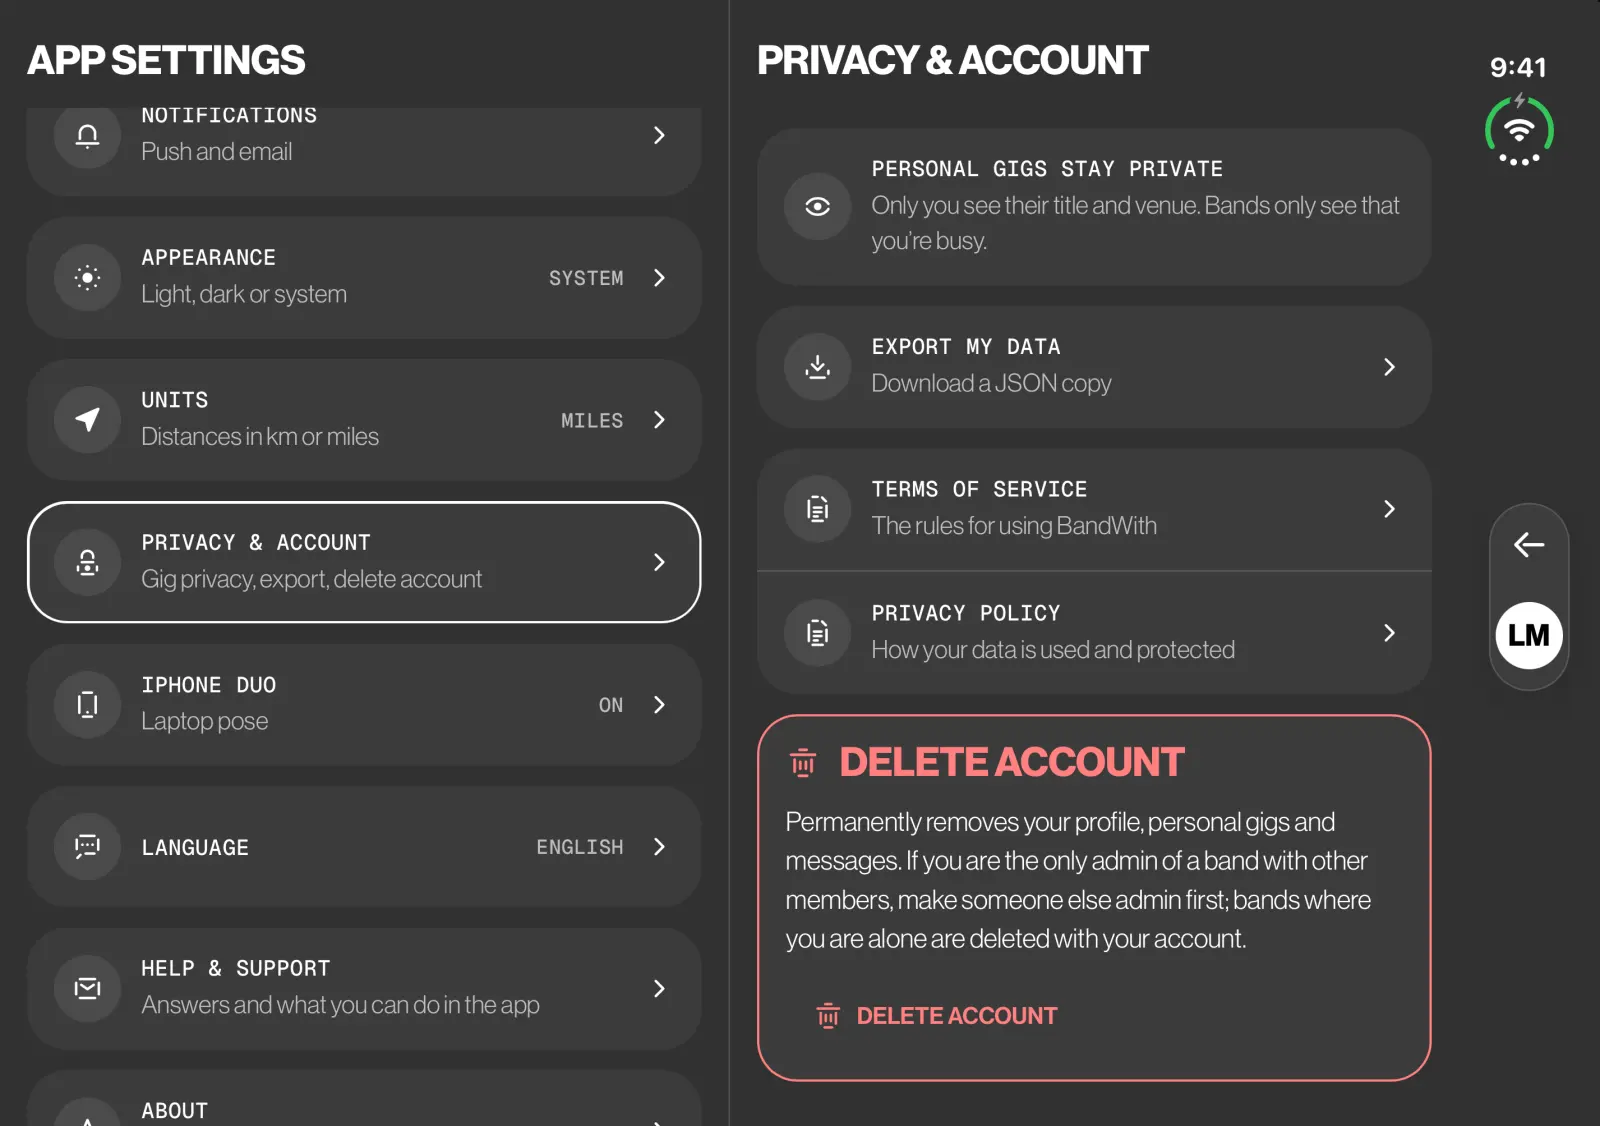 APP SETTINGS
NOTIFICATIONS
Push and email
APPEARANCE
Light, dark or system
SYSTEM
UNITS
Distances in km or miles
MILES
PRIVACY & ACCOUNT
Gig privacy, export, delete account
IPHONE DUO
Laptop pose
ON
LANGUAGE
ENGLISH
HELP & SUPPORT
Answers and what you can do in the app
ABOUT
PRIVACY & ACCOUNT
PERSONAL GIGS STAY PRIVATE
Only you see their title and venue. Bands only see that
you're busy.
EXPORT MY DATA
Download a JSON copy
TERMS OF SERVICE
The rules for using BandWith
PRIVACY POLICY
How your data is used and protected
DELETE ACCOUNT
Permanently removes your profile, personal gigs and
messages. If you are the only admin of a band with other
members, make someone else admin first; bands where
you are alone are deleted with your account.
DELETE ACCOUNT
9:41
LM